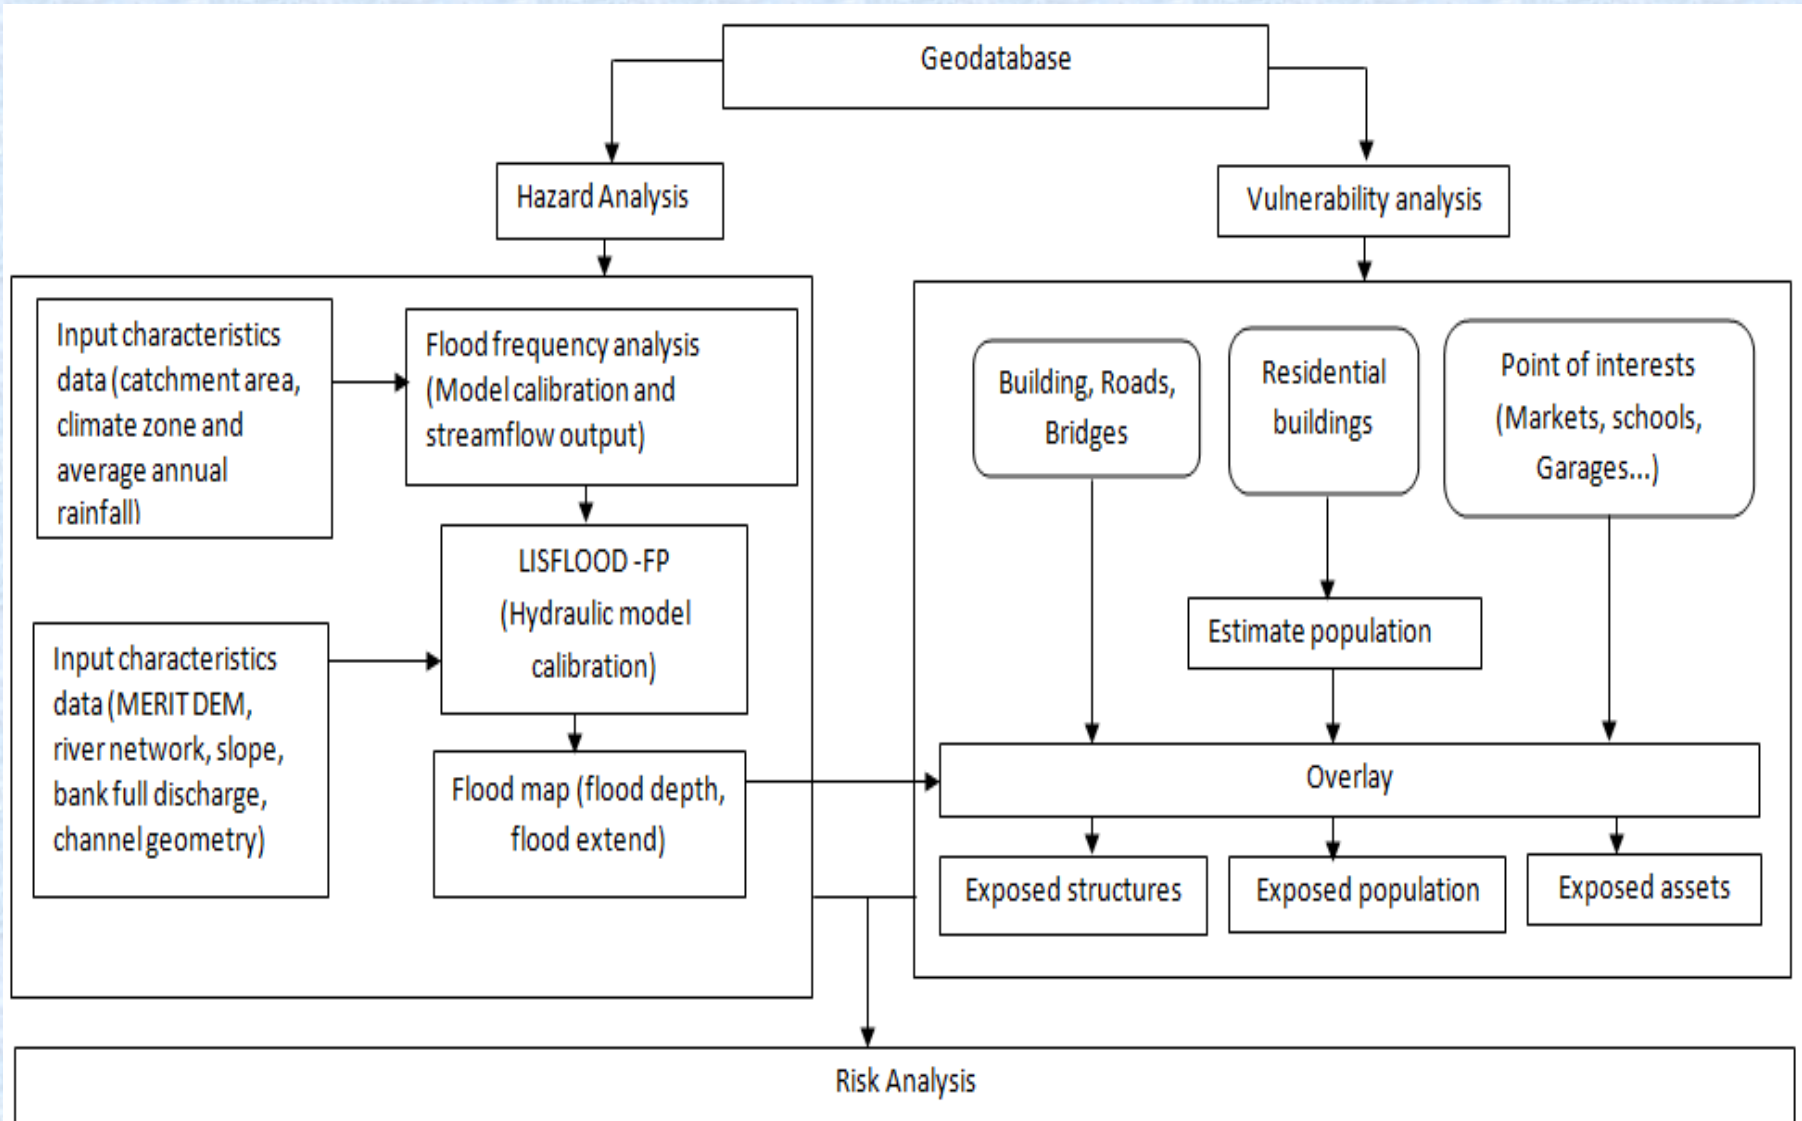 Geodatabase
Hazard Analysis
Vulnerability analysis
Input characteristics
data (catchment area,
climate zone and
average annual
rainfall)
Flood frequency analysis
(Model calibration and
streamflow output)
LISFLOOD -FP
(Hydraulic model
calibration)
Input characteristics
data (MERIT DEM,
river network, slope,
bank full discharge,
channel geometry)
Flood map (flood depth,
flood extend)
Building, Roads,
Bridges
Residential
buildings
Point of interests
(Markets, schools,
Garages...)
Estimate population
Overlay
Exposed structures
Exposed population
Exposed assets
Risk Analysis